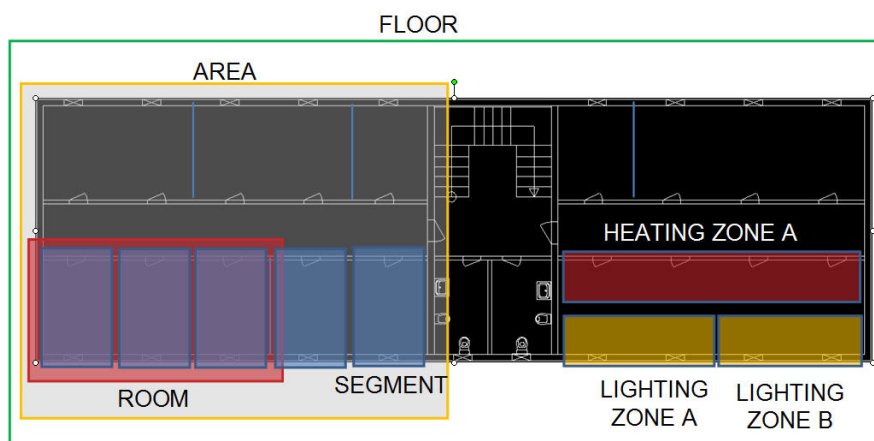 FLOOR
AREA
HEATING ZONE A
ROOM
SEGMENT
LIGHTING
ZONE A
LIGHTING
ZONE B